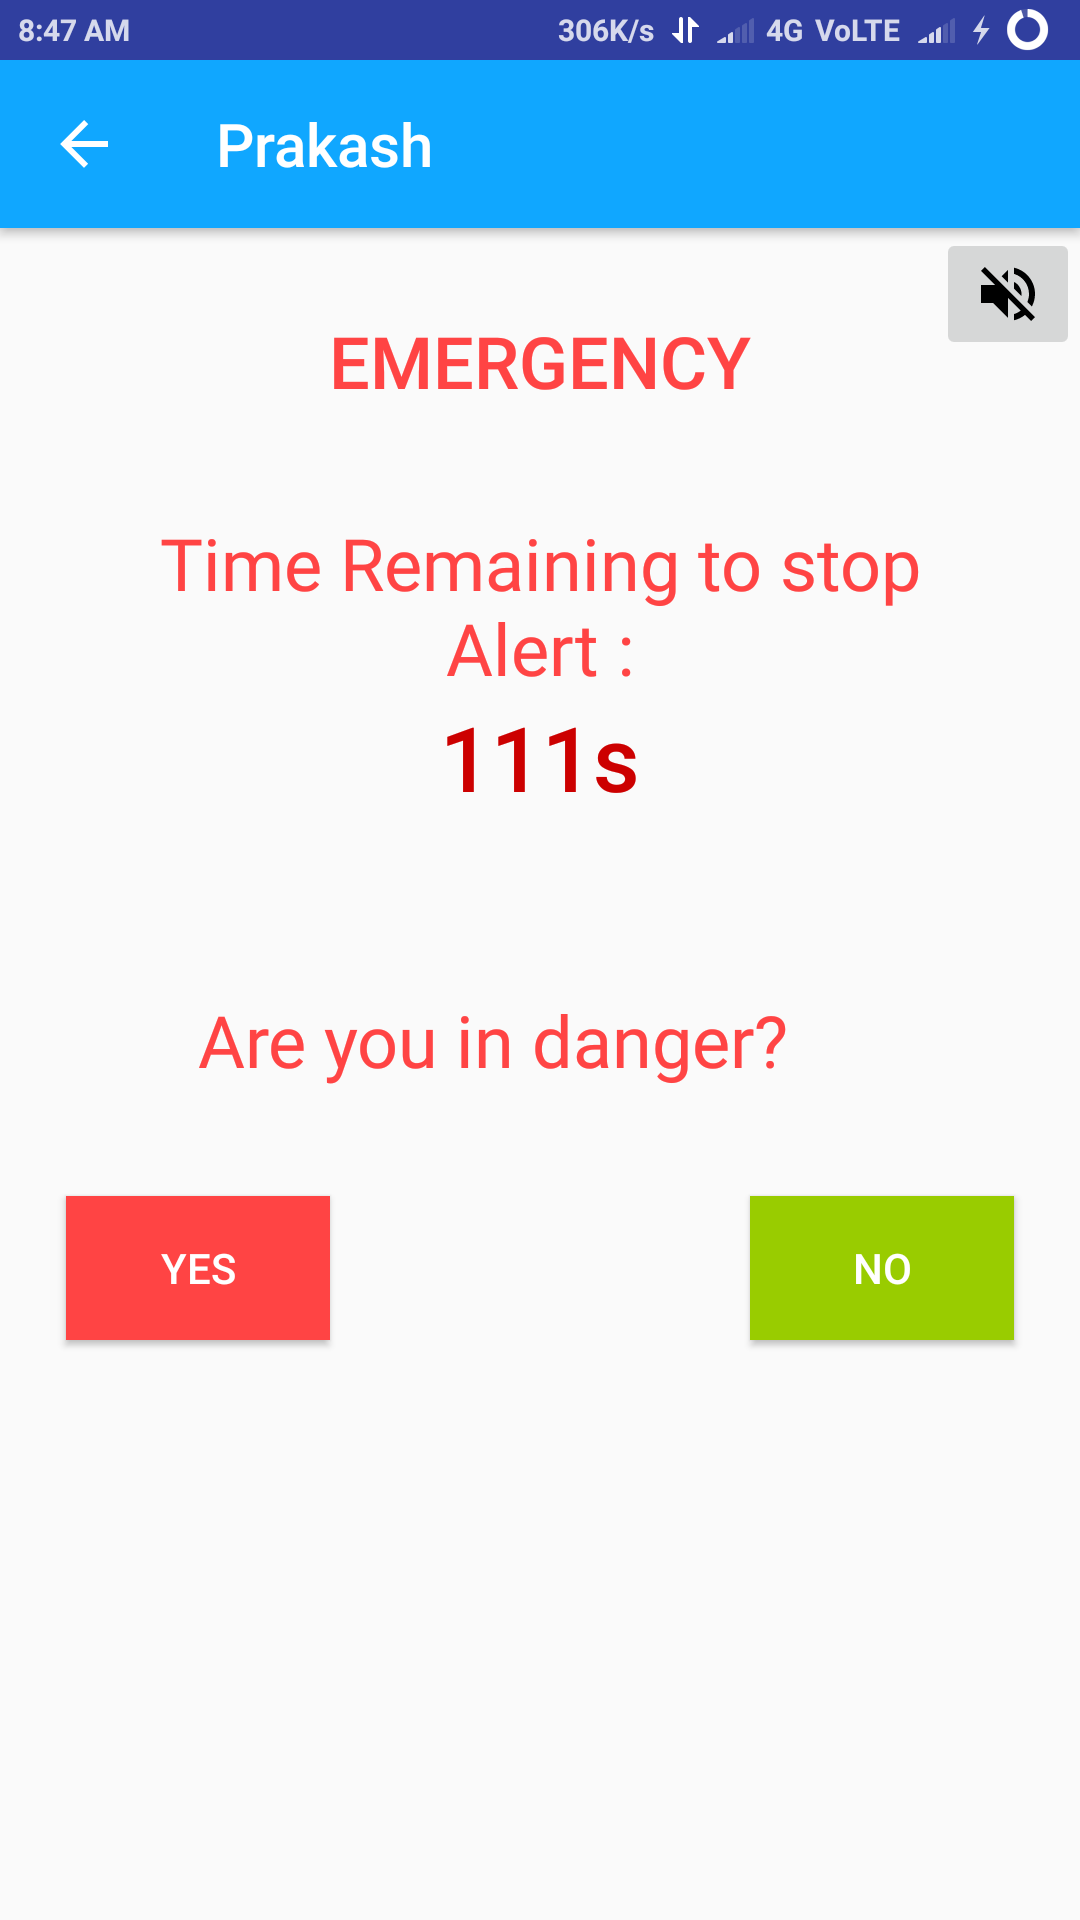 8:47 AM 306K/s 4G VoLTE
Prakash
EMERGENCY
Time Remaining to stop
Alert :
111s
Are you in danger?
YES NO